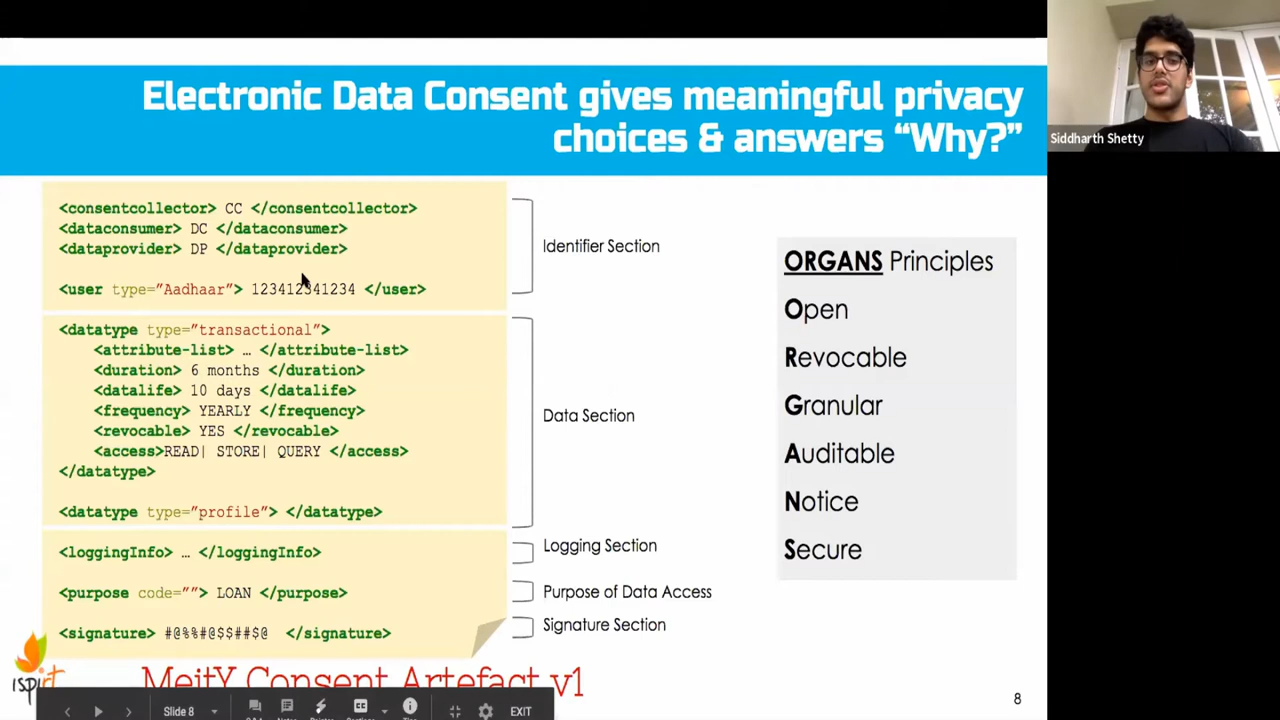 Electronic Data Consent gives meaningful privacy
choices & answers “Why?”
Siddharth Shetty
<consentcollector> CC </consentcollector>
<dataconsumer> DC </dataconsumer>
<dataprovider> DP </dataprovider>
<user type=”Aadhaar”> 123412341234 </user>
Identifier Section
<datatype type=”transactional”>
<attribute-list> … </attribute-list>
<duration> 6 months </duration>
<datalife> 10 days </datalife>
<frequency> YEARLY </frequency>
<revocable> YES </revocable>
<access>READ| STORE| QUERY </access>
</datatype>
<datatype type=”profile”> </datatype>
Data Section
<loggingInfo> … </loggingInfo>
Logging Section
<purpose code=””> LOAN </purpose>
Purpose of Data Access
<signature> #@%%#@$$##$@ </signature>
Signature Section
ORGANS Principles
Open
Revocable
Granular
Auditable
Notice
Secure
ispirt
MeitY Consent Artefact v1
8
Slide 8
EXIT